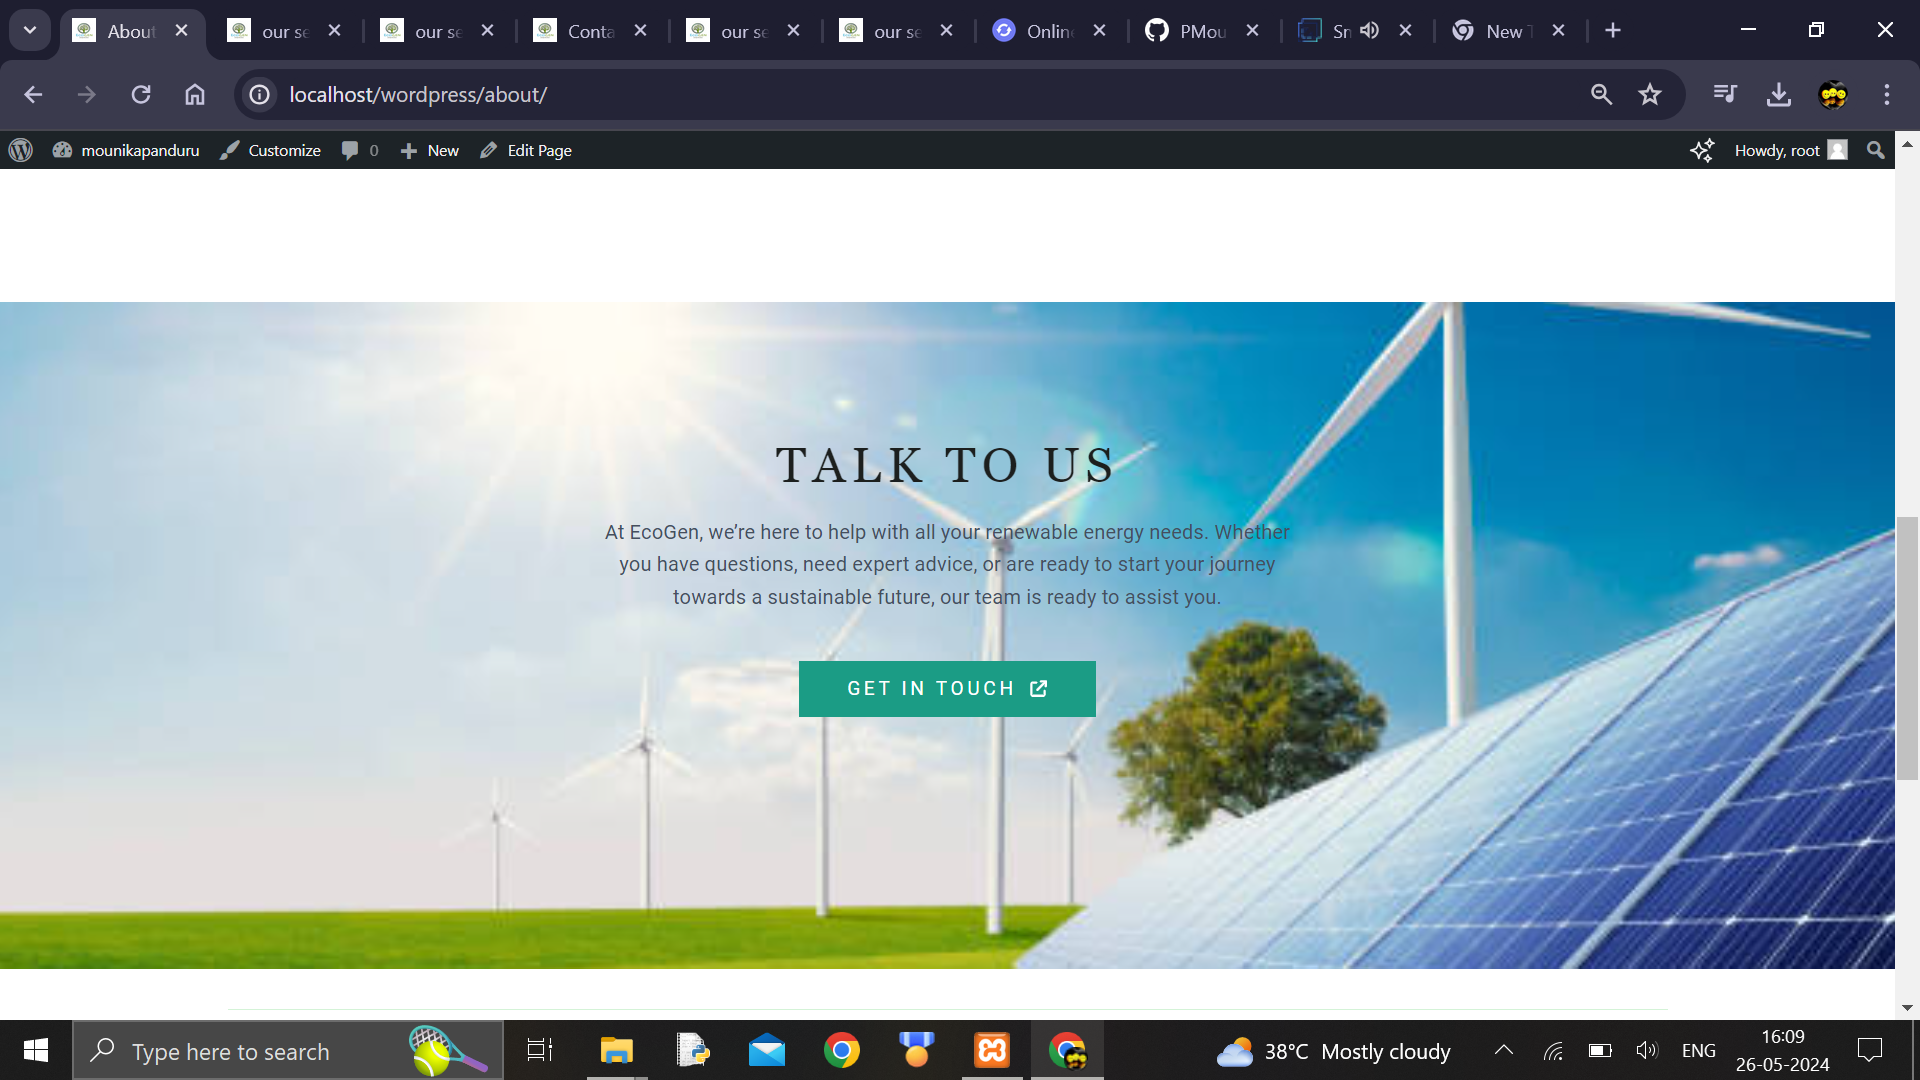 About
our se
our se
Conta
our se
our se
Online
PMou
Sn
New T
localhost/wordpress/about/
mounikapanduru
Customize
0
New
Edit Page
Howdy, root
TALK TO US
At EcoGen, we’re here to help with all your renewable energy needs. Whether
you have questions, need expert advice, or are ready to start your journey
towards a sustainable future, our team is ready to assist you.
GET IN TOUCH
Type here to search
38°C Mostly cloudy
ENG
16:09
26-05-2024